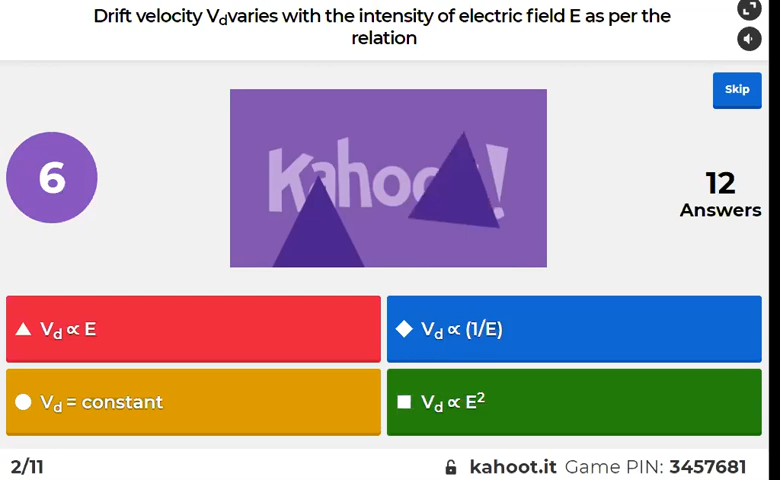 Drift velocity Vdvaries with the intensity of electric field E as per the
relation
Skip
6
Kahoot!
12
Answers
Vd ∝ E
Vd ∝ (1/E)
Vd = constant
Vd ∝ E²
2/11
kahoot.it Game PIN: 3457681